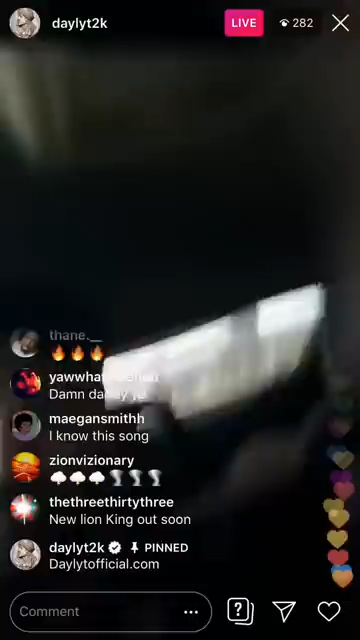 daylyt2k
LIVE
282
thane.__
🔥🔥🔥
Damn
maegansmithh
I know this song
zionvizionary
🌩🌩🌩🌪🌪🌪
thethreethirtythree
New lion King out soon
daylyt2k PINNED
Daylytofficial.com
Comment